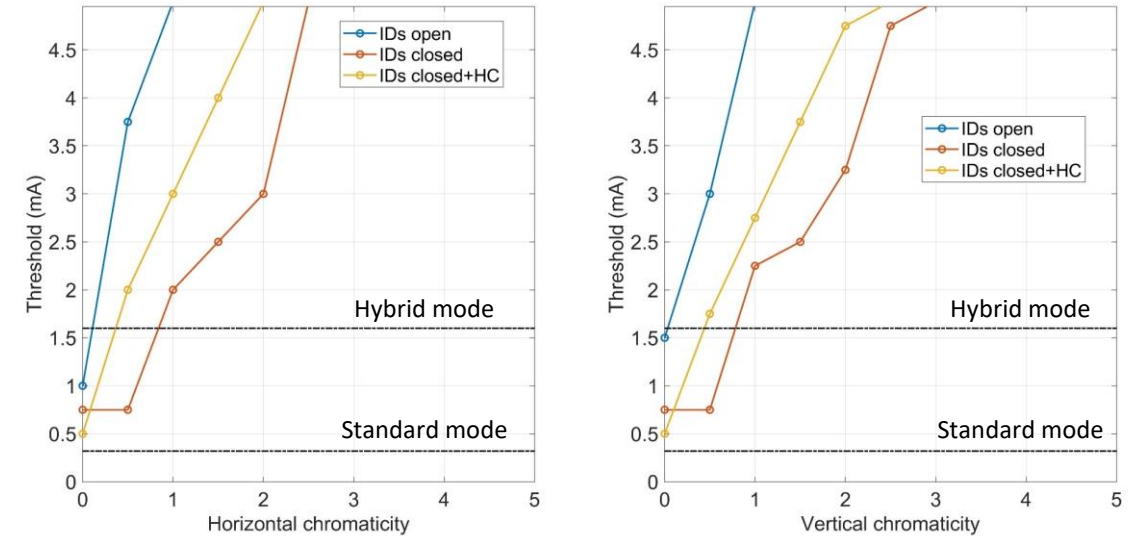 Threshold (mA)
4.5
4
3.5
3
2.5
2
1.5
1
0.5
0
IDs open
IDs closed
IDs closed+HC
Hybrid mode
Standard mode
0 1 2 3 4 5
Horizontal chromaticity
Threshold (mA)
4.5
4
3.5
3
2.5
2
1.5
1
0.5
0
IDs open
IDs closed
IDs closed+HC
Hybrid mode
Standard mode
0 1 2 3 4 5
Vertical chromaticity